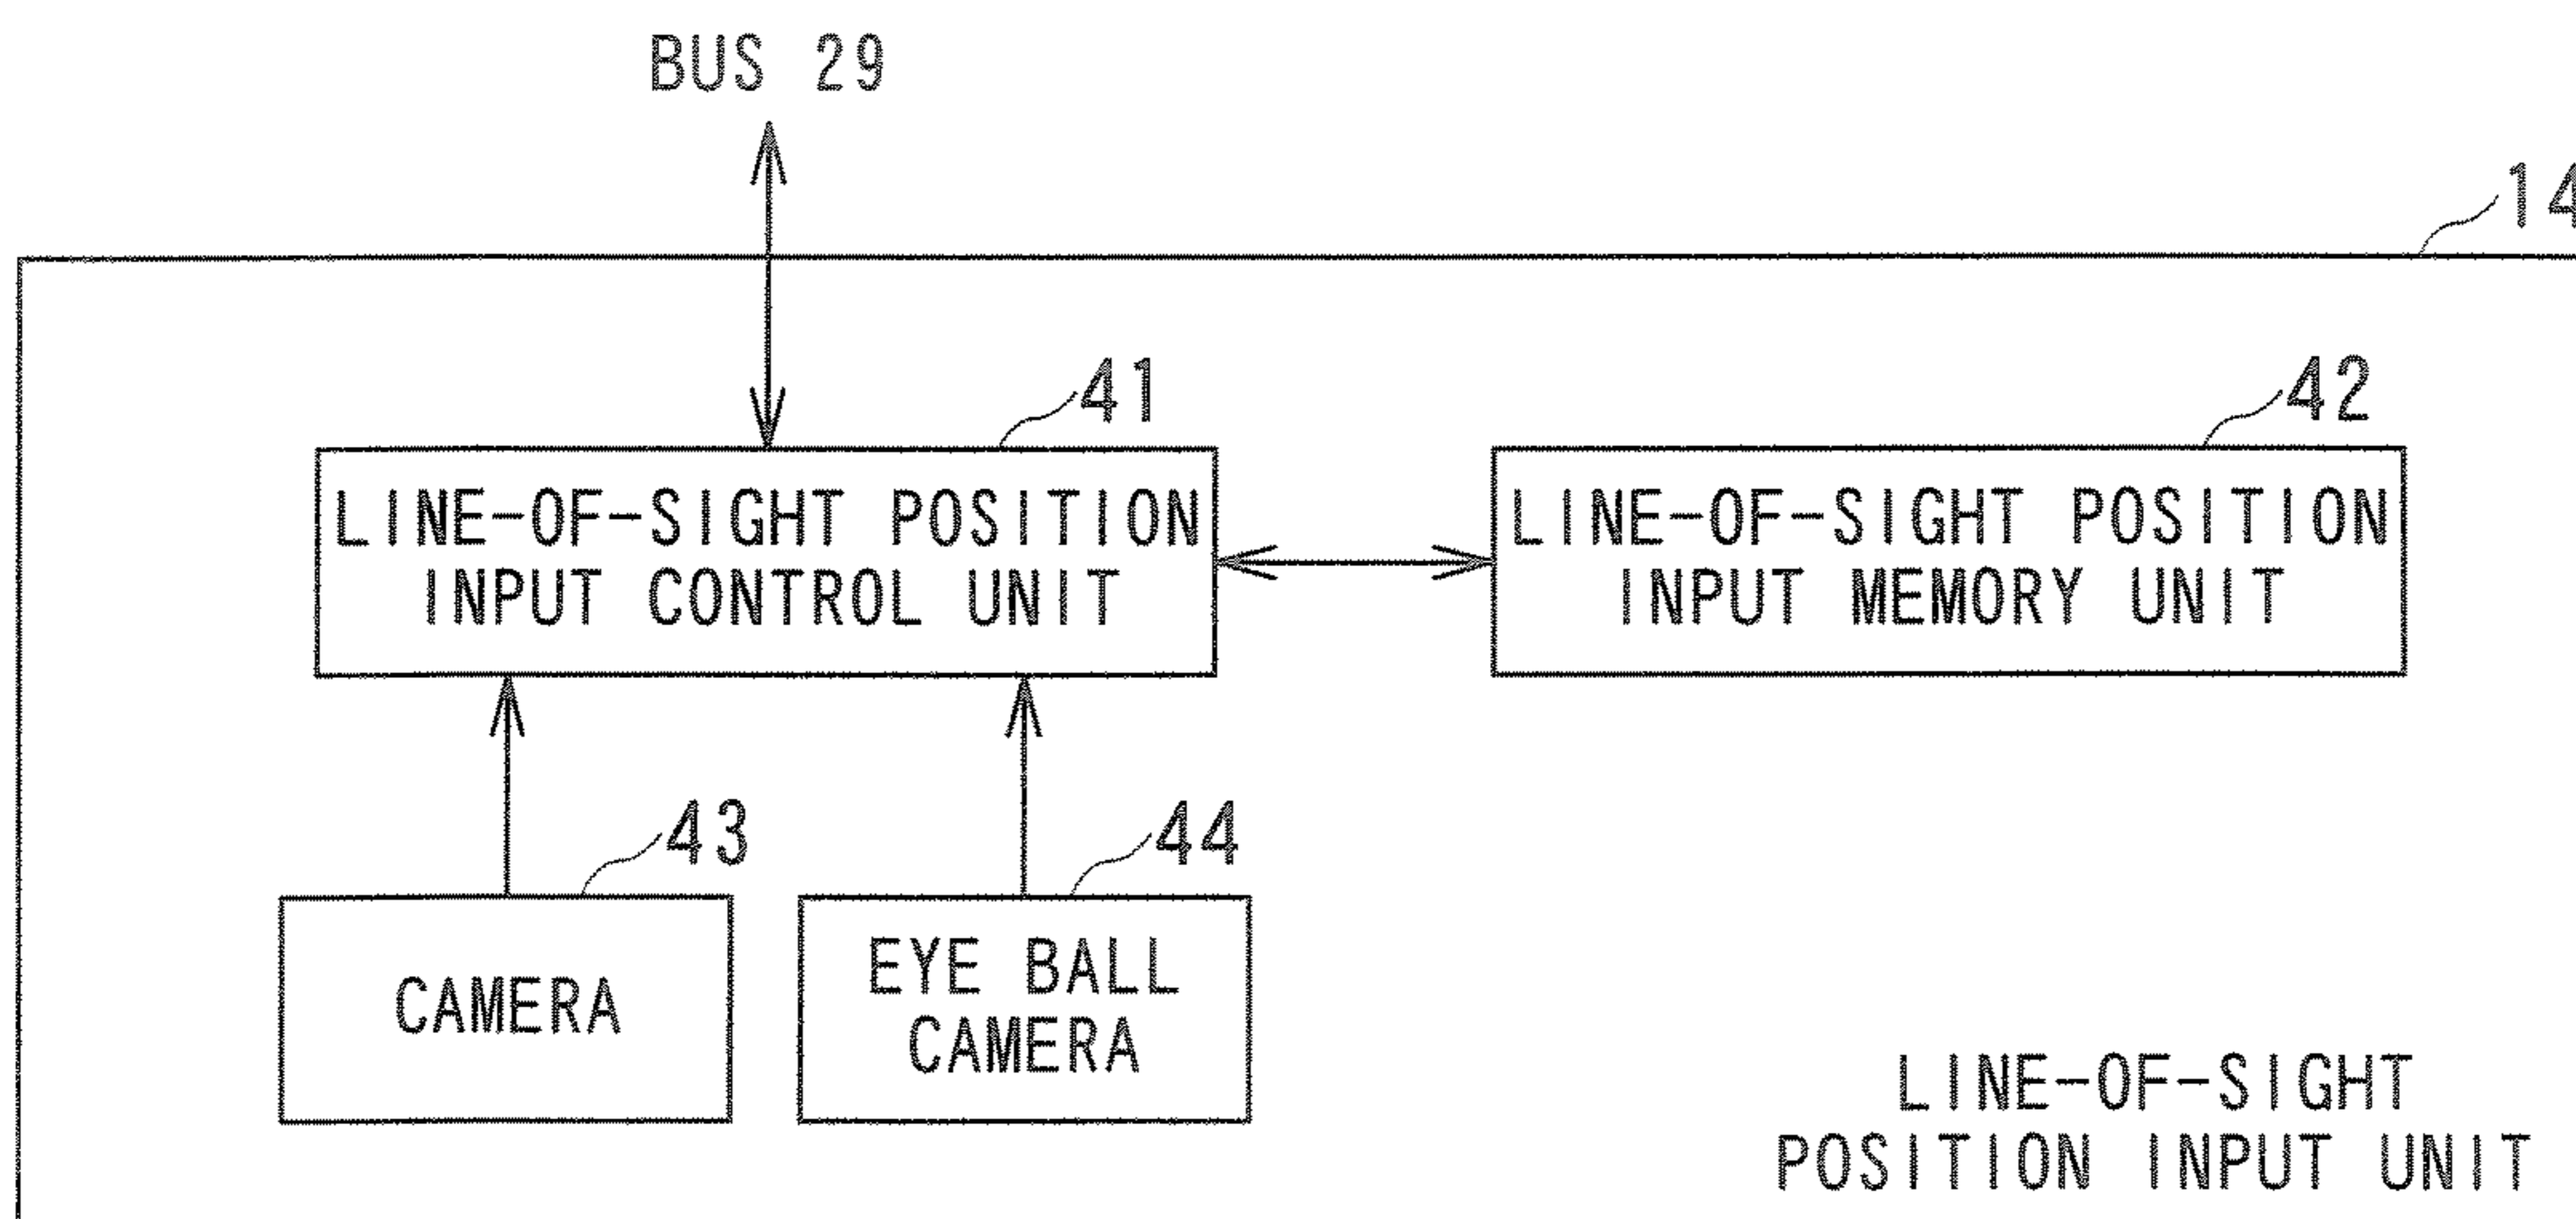 BUS 29
14
41
LINE-OF-SIGHT POSITION
INPUT CONTROL UNIT
42
LINE-OF-SIGHT POSITION
INPUT MEMORY UNIT
43
CAMERA
44
EYE BALL
CAMERA
LINE-OF-SIGHT
POSITION INPUT UNIT